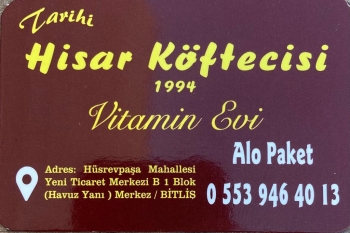 Tarihi
Hisar Köftecisi
1994
Vitamin Evi
Alo Paket
Adres: Hüsrevpaşa Mahallesi
Yeni Ticaret Merkezi B 1 Blok
(Havuz Yanı ) Merkez / BİTLİS
0 553 946 40 13